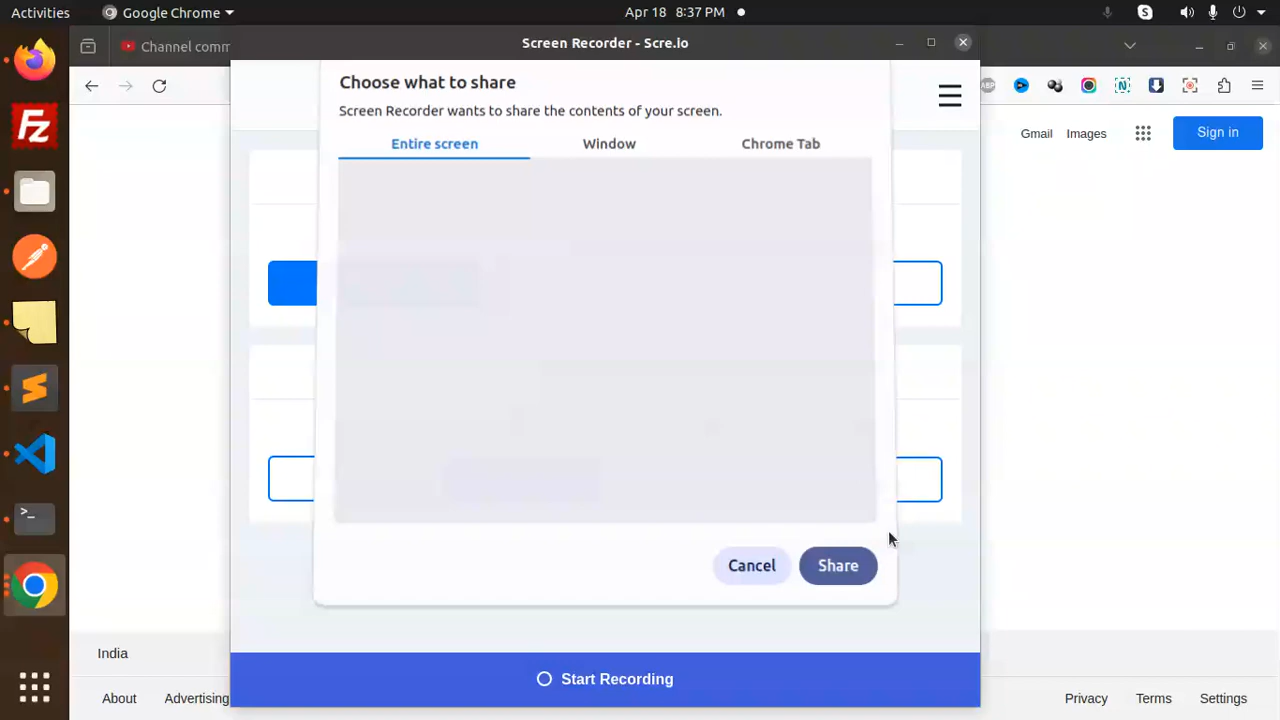 Activities
Google Chrome
Apr 18 8:37 PM
S
Channel comm
Screen Recorder - Scre.io
Choose what to share
Screen Recorder wants to share the contents of your screen.
Entire screen
Window
Chrome Tab
ABP
N
Gmail
Images
Sign in
Fz
>_
Cancel
Share
India
Start Recording
About
Advertising
Privacy
Terms
Settings